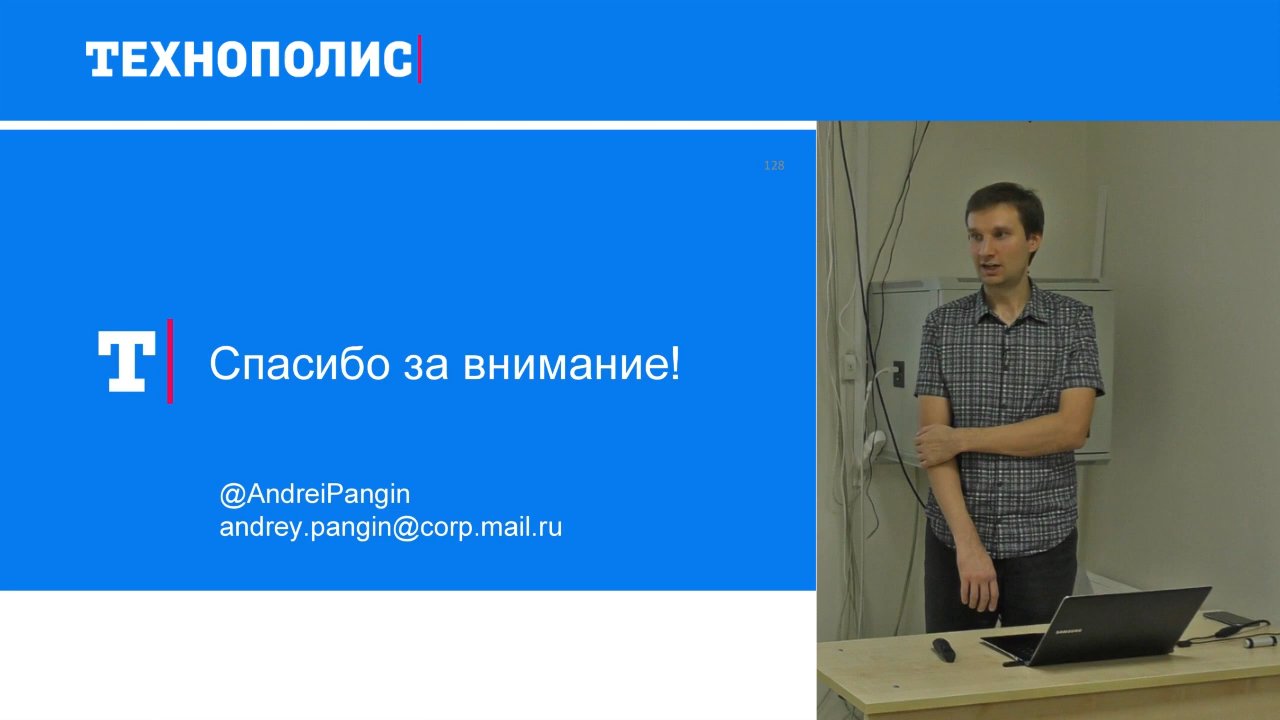 ТЕХНОПОЛИС
128
Т
Спасибо за внимание!
@AndreiPangin
andrey.pangin@corp.mail.ru
SAMSUNG